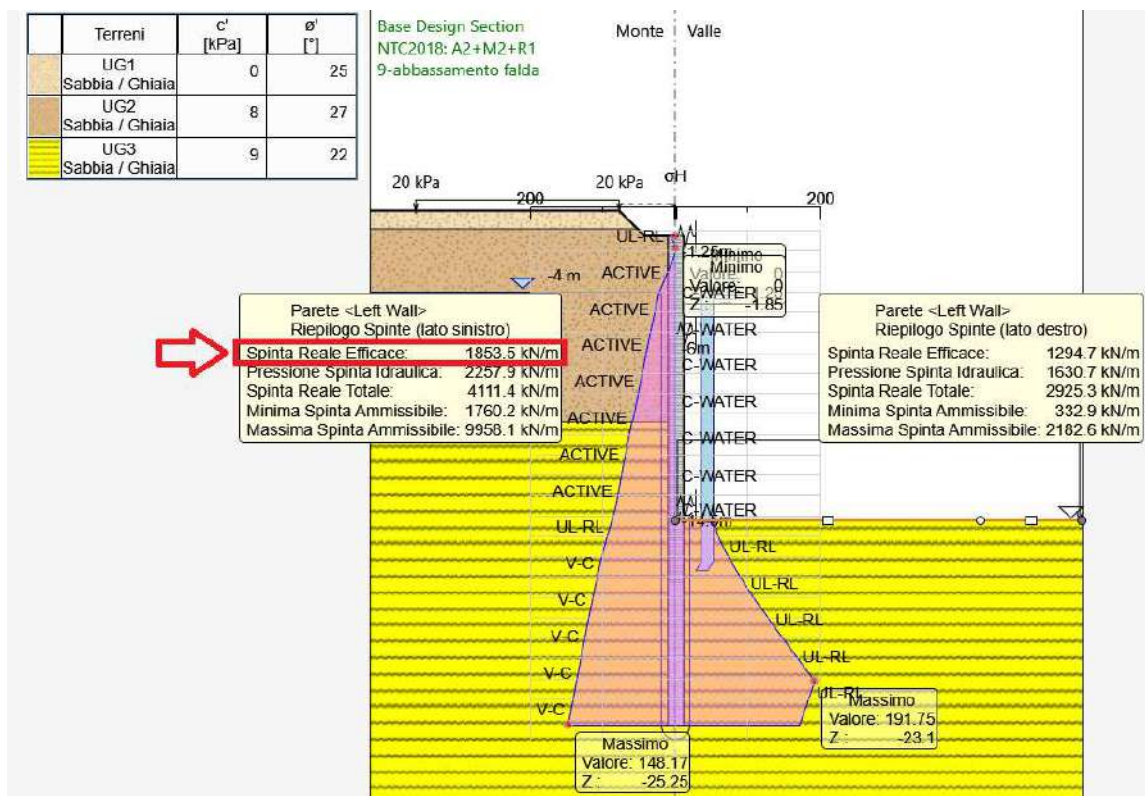 Terreni c' ø'
[kPa] [°]
UG1
Sabbia / Ghiaia 0 25
UG2
Sabbia / Ghiaia 8 27
UG3
Sabbia / Ghiaia 9 22
Base Design Section
NTC2018: A2+M2+R1
9-abbassamento falda
Monte Valle
20 kPa 20 kPa σH
200 200
UL-RL
-1.25m
Minimo
Minimo
Valore: 0
Valore: 0
Z : -1.85
-4 m ACTIVE
C-WATER
ACTIVE
C-WATER
ACTIVE
C-WATER
ACTIVE
C-WATER
ACTIVE
C-WATER
ACTIVE
C-WATER
ACTIVE
C-WATER
Parete <Left Wall>
Riepilogo Spinte (lato sinistro)
Spinta Reale Efficace: 1853.5 kN/m
Pressione Spinta Idraulica: 2257.9 kN/m
Spinta Reale Totale: 4111.4 kN/m
Minima Spinta Ammissibile: 1760.2 kN/m
Massima Spinta Ammissibile: 9958.1 kN/m
Parete <Left Wall>
Riepilogo Spinte (lato destro)
Spinta Reale Efficace: 1294.7 kN/m
Pressione Spinta Idraulica: 1630.7 kN/m
Spinta Reale Totale: 2925.3 kN/m
Minima Spinta Ammissibile: 332.9 kN/m
Massima Spinta Ammissibile: 2182.6 kN/m
UL-RL
UL-RL
V-C
UL-RL
V-C
UL-RL
V-C
UL-RL
V-C
UL-RL
V-C
Massimo
Valore: 191.75
Z : -23.1
Massimo
Valore: 148.17
Z : -25.25